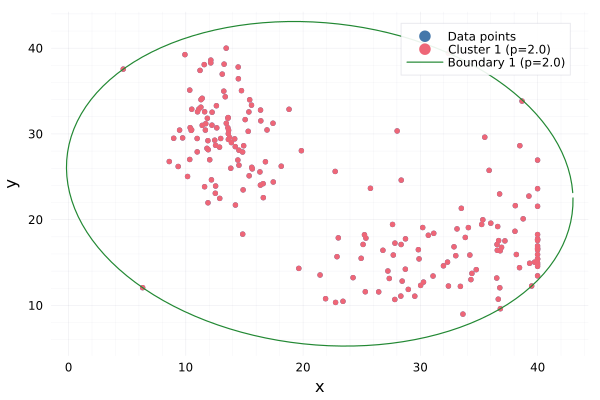 Data points
Cluster 1 (p=2.0)
Boundary 1 (p=2.0)
40
30
20
10
y
0 10 20 30 40
x